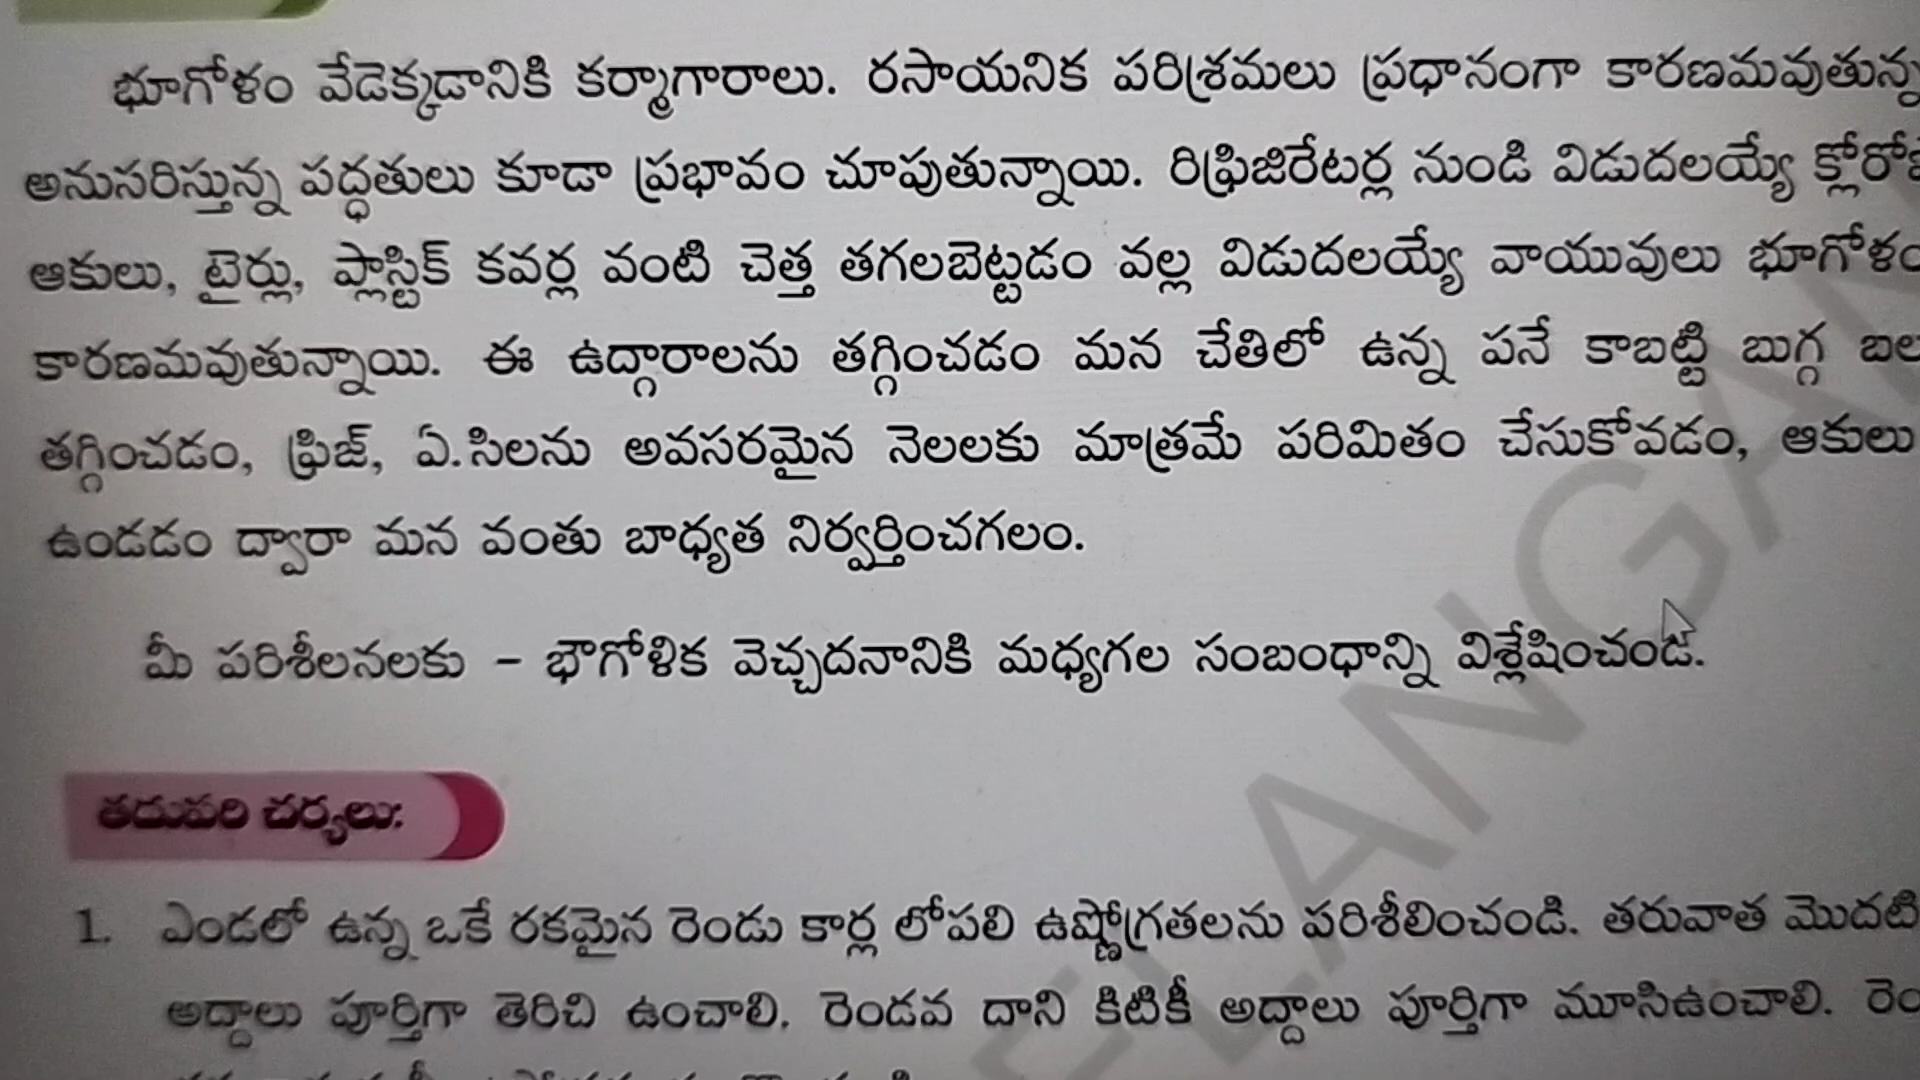 భూగోళం వేడెక్కడానికి కర్మాగారాలు. రసాయనిక పరిశ్రమలు ప్రధానంగా కారణమవుతున్న
అనుసరిస్తున్న పద్ధతులు కూడా ప్రభావం చూపుతున్నాయి. రిఫ్రిజిరేటర్ల నుండి విడుదలయ్యే
ఆకులు, టైర్లు, ప్లాస్టిక్ కవర్ల వంటి చెత్త తగలబెట్టడం వల్ల విడుదలయ్యే వాయువులు భూగోళం
కారణమవుతున్నాయి. ఈ ఉద్గారాలను తగ్గించడం మన చేతిలో ఉన్న పనే కాబట్టి బుగ్గ
తగ్గించడం, ఫ్రిజ్, ఏ.సిలను అవసరమైన నెలలకు మాత్రమే పరిమితం చేసుకోవడం, ఆకులు
ఉండడం ద్వారా మన వంతు బాధ్యత నిర్వర్తించగలం.
మీ పరిశీలనలకు – భౌగోళిక వెచ్చదనానికి మధ్యగల సంబంధాన్ని విశ్లేషించండి.
తదుపరి చర్యలు:
1. ఎండలో ఉన్న ఒకే రకమైన రెండు కార్ల లోపలి ఉష్ణోగ్రతలను పరిశీలించండి. తరువాత మొదటి
అద్దాలు పూర్తిగా తెరిచి ఉంచాలి. రెండవ దాని కిటికీ అద్దాలు పూర్తిగా మూసిఉంచాలి.